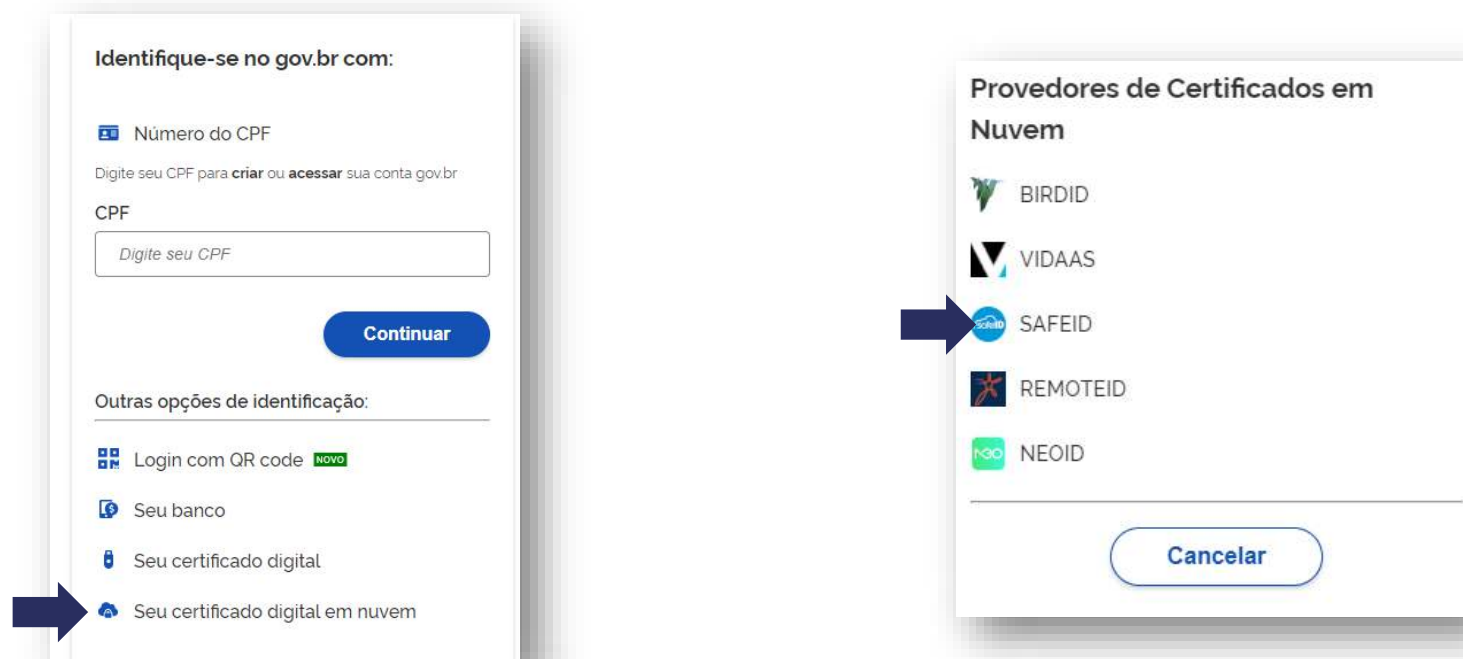 Identifique-se no gov.br com:
Número do CPF
Digite seu CPF para criar ou acessar sua conta gov.br
CPF
Digite seu CPF
Continuar
Outras opções de identificação:
Login com QR code NOVO
Seu banco
Seu certificado digital
Seu certificado digital em nuvem
Provedores de Certificados em
Nuvem
BIRDID
VIDAAS
safeID SAFEID
REMOTEID
NEOID
Cancelar